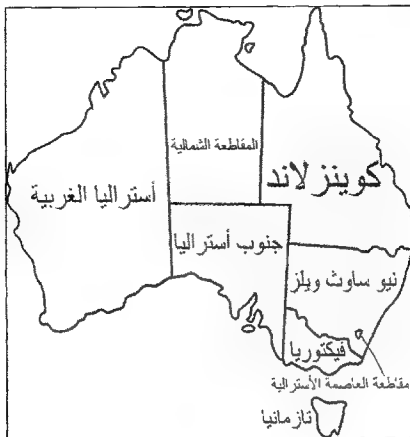 المقاطعة الشمالية
كوينزلاند
أستراليا الغربية
جنوب أستراليا
نيو ساوث ويلز
فيكتوريا
مقاطعة العاصمة الأسترالية
تازمانيا